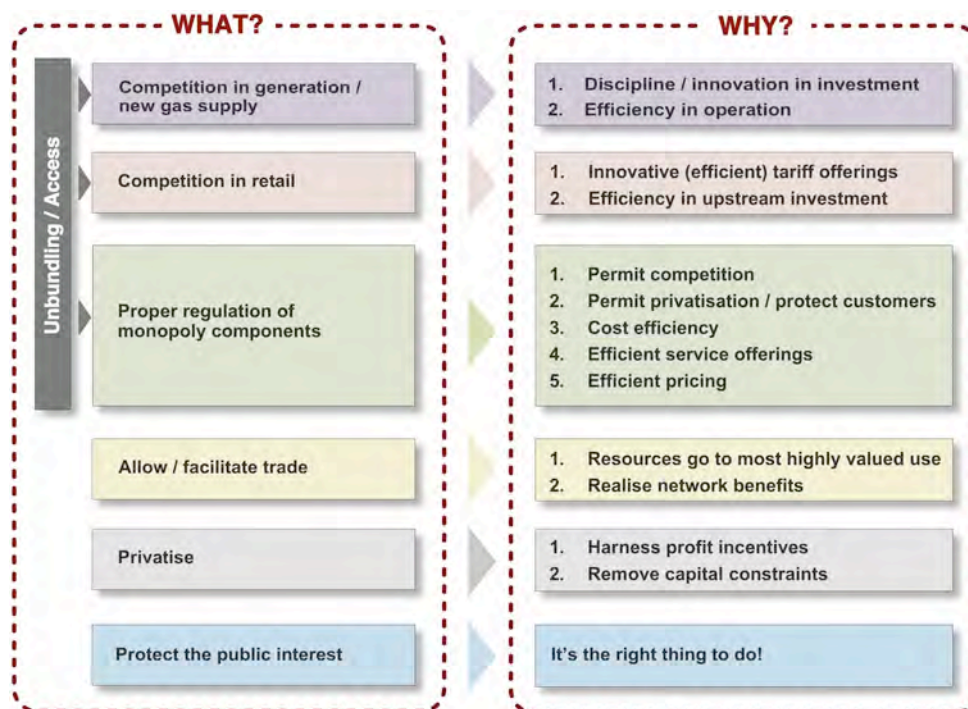 WHAT?
WHY?
Unbundling / Access
Competition in generation /
new gas supply
1. Discipline / innovation in investment
2. Efficiency in operation
Competition in retail
1. Innovative (efficient) tariff offerings
2. Efficiency in upstream investment
Proper regulation of
monopoly components
1. Permit competition
2. Permit privatisation / protect customers
3. Cost efficiency
4. Efficient service offerings
5. Efficient pricing
Allow / facilitate trade
1. Resources go to most highly valued use
2. Realise network benefits
Privatise
1. Harness profit incentives
2. Remove capital constraints
Protect the public interest
It's the right thing to do!